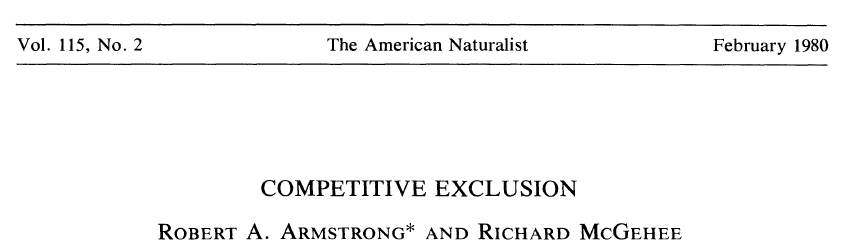 Vol. 115, No. 2 The American Naturalist February 1980
COMPETITIVE EXCLUSION
ROBERT A. ARMSTRONG* AND RICHARD MCGEHEE